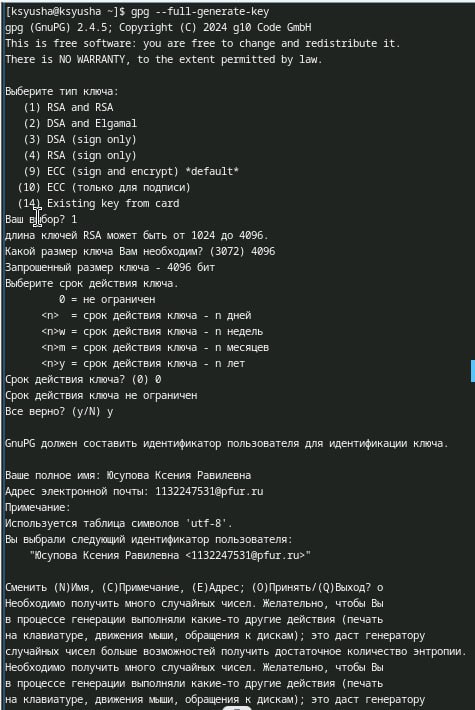 [ksyusha@ksyusha ~]$ gpg --full-generate-key
gpg (GnuPG) 2.4.5; Copyright (C) 2024 g10 Code GmbH
This is free software: you are free to change and redistribute it.
There is NO WARRANTY, to the extent permitted by law.
Выберите тип ключа:
(1) RSA and RSA
(2) DSA and Elgamal
(3) DSA (sign only)
(4) RSA (sign only)
(9) ECC (sign and encrypt) *default*
(10) ECC (только для подписи)
(14) Existing key from card
Ваш выбор? 1
длина ключей RSA может быть от 1024 до 4096.
Какой размер ключа Вам необходим? (3072) 4096
Запрошенный размер ключа - 4096 бит
Выберите срок действия ключа.
0 = не ограничен
<n> = срок действия ключа - n дней
<n>w = срок действия ключа - n недель
<n>m = срок действия ключа - n месяцев
<n>y = срок действия ключа - n лет
Срок действия ключа? (0) 0
Срок действия ключа не ограничен
Все верно? (y/N) y
GnuPG должен составить идентификатор пользователя для идентификации ключа.
Ваше полное имя: Юсупова Ксения Равилевна
Адрес электронной почты: 1132247531@pfur.ru
Примечание:
Используется таблица символов 'utf-8'.
Вы выбрали следующий идентификатор пользователя:
"Юсупова Ксения Равилевна <1132247531@pfur.ru>"
Сменить (N)Имя, (C)Примечание, (E)Адрес; (O)Принять/(Q)Выход? o
Необходимо получить много случайных чисел. Желательно, чтобы Вы
в процессе генерации выполняли какие-то другие действия (печать
на клавиатуре, движения мыши, обращения к дискам); это даст генератору
случайных чисел больше возможностей получить достаточное количество энтропии.
Необходимо получить много случайных чисел. Желательно, чтобы Вы
в процессе генерации выполняли какие-то другие действия (печать
на клавиатуре, движения мыши, обращения к дискам); это даст генератору